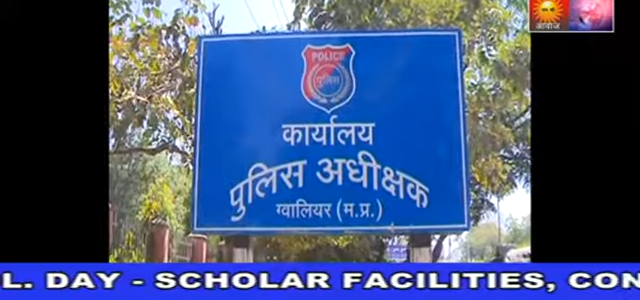 POLICE
पुलिस
कार्यालय
पुलिस अधीक्षक
ग्वालियर (म.प्र.)
L. DAY - SCHOLAR FACILITIES, CON